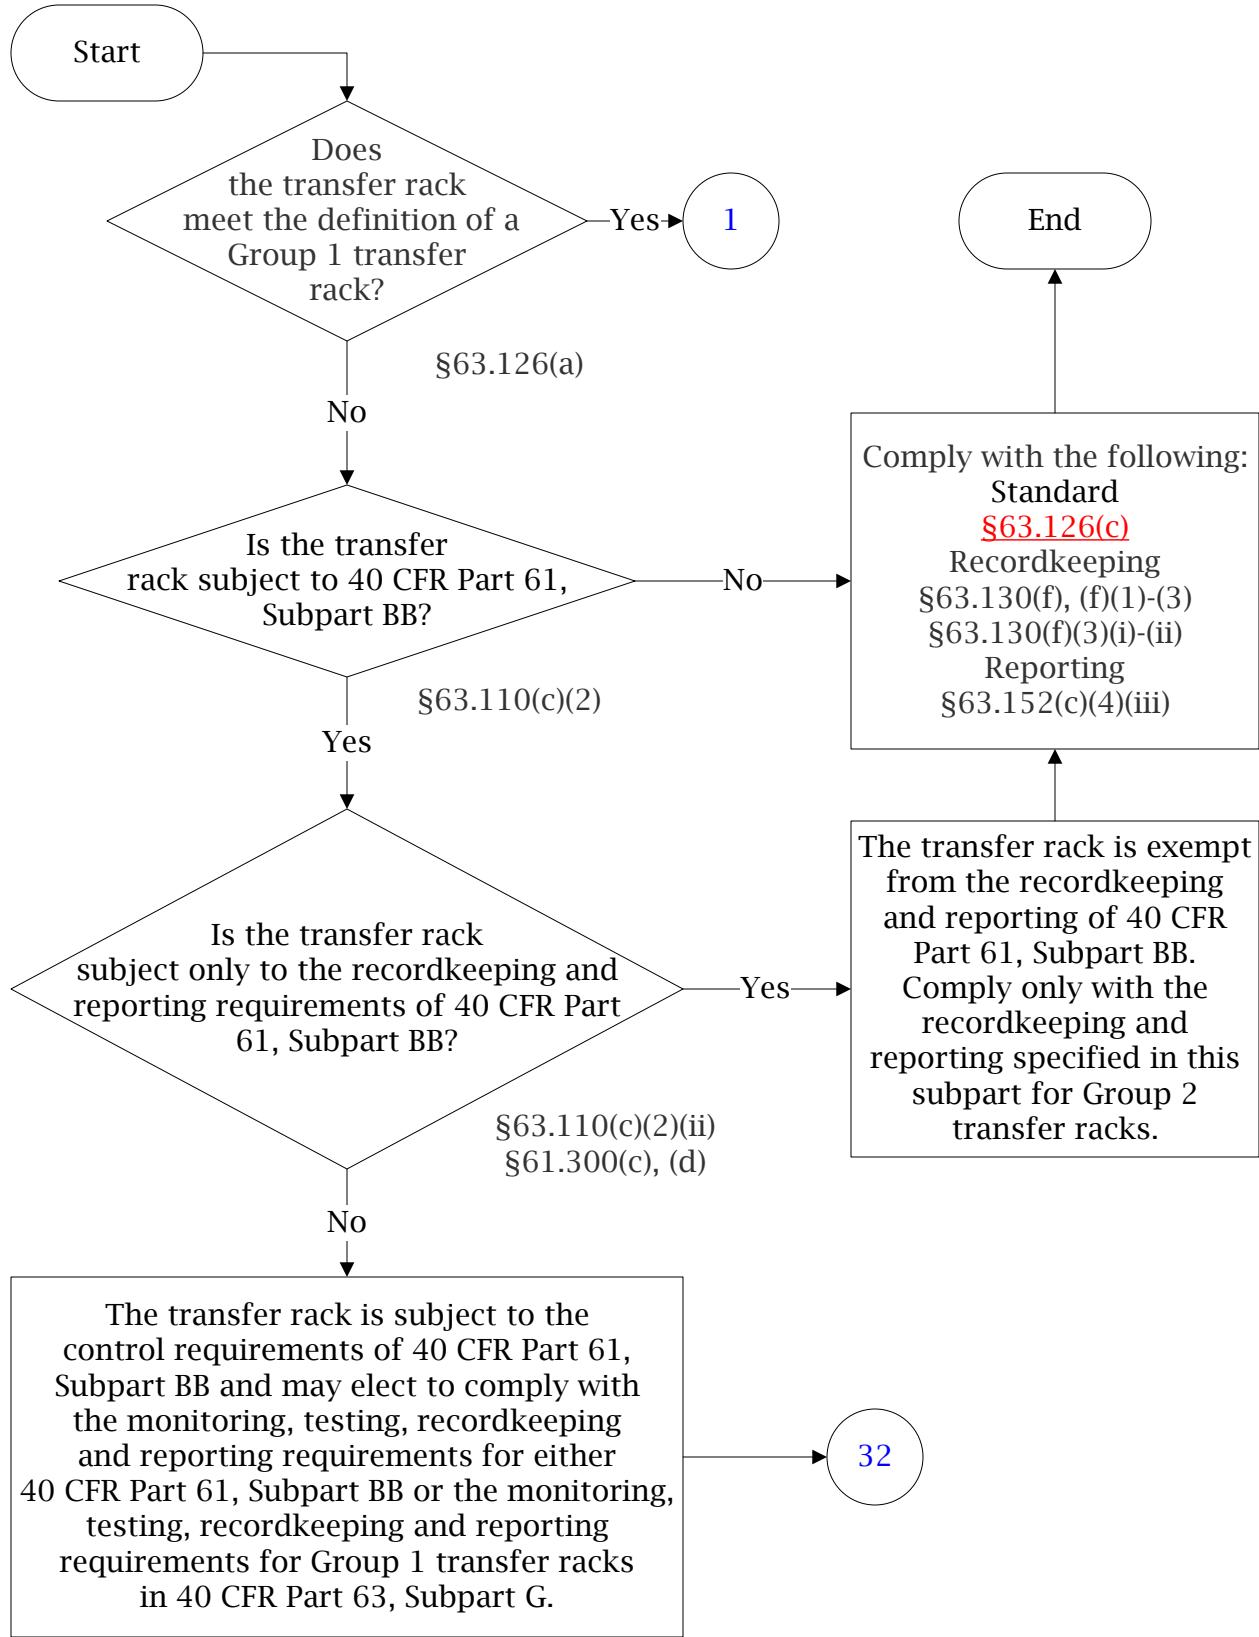 Start
Does
the transfer rack
meet the definition of a
Group 1 transfer
rack?
Yes
1
End
§63.126(a)
No
Comply with the following:
Standard
§63.126(c)
Recordkeeping
§63.130(f), (f)(1)-(3)
§63.130(f)(3)(i)-(ii)
Reporting
§63.152(c)(4)(iii)
Is the transfer
rack subject to 40 CFR Part 61,
Subpart BB?
No
§63.110(c)(2)
Yes
The transfer rack is exempt
from the recordkeeping
and reporting of 40 CFR
Part 61, Subpart BB.
Comply only with the
recordkeeping and
reporting specified in this
subpart for Group 2
transfer racks.
Is the transfer rack
subject only to the recordkeeping and
reporting requirements of 40 CFR Part
61, Subpart BB?
Yes
§63.110(c)(2)(ii)
§61.300(c), (d)
No
The transfer rack is subject to the
control requirements of 40 CFR Part 61,
Subpart BB and may elect to comply with
the monitoring, testing, recordkeeping
and reporting requirements for either
40 CFR Part 61, Subpart BB or the monitoring,
testing, recordkeeping and reporting
requirements for Group 1 transfer racks
in 40 CFR Part 63, Subpart G.
32